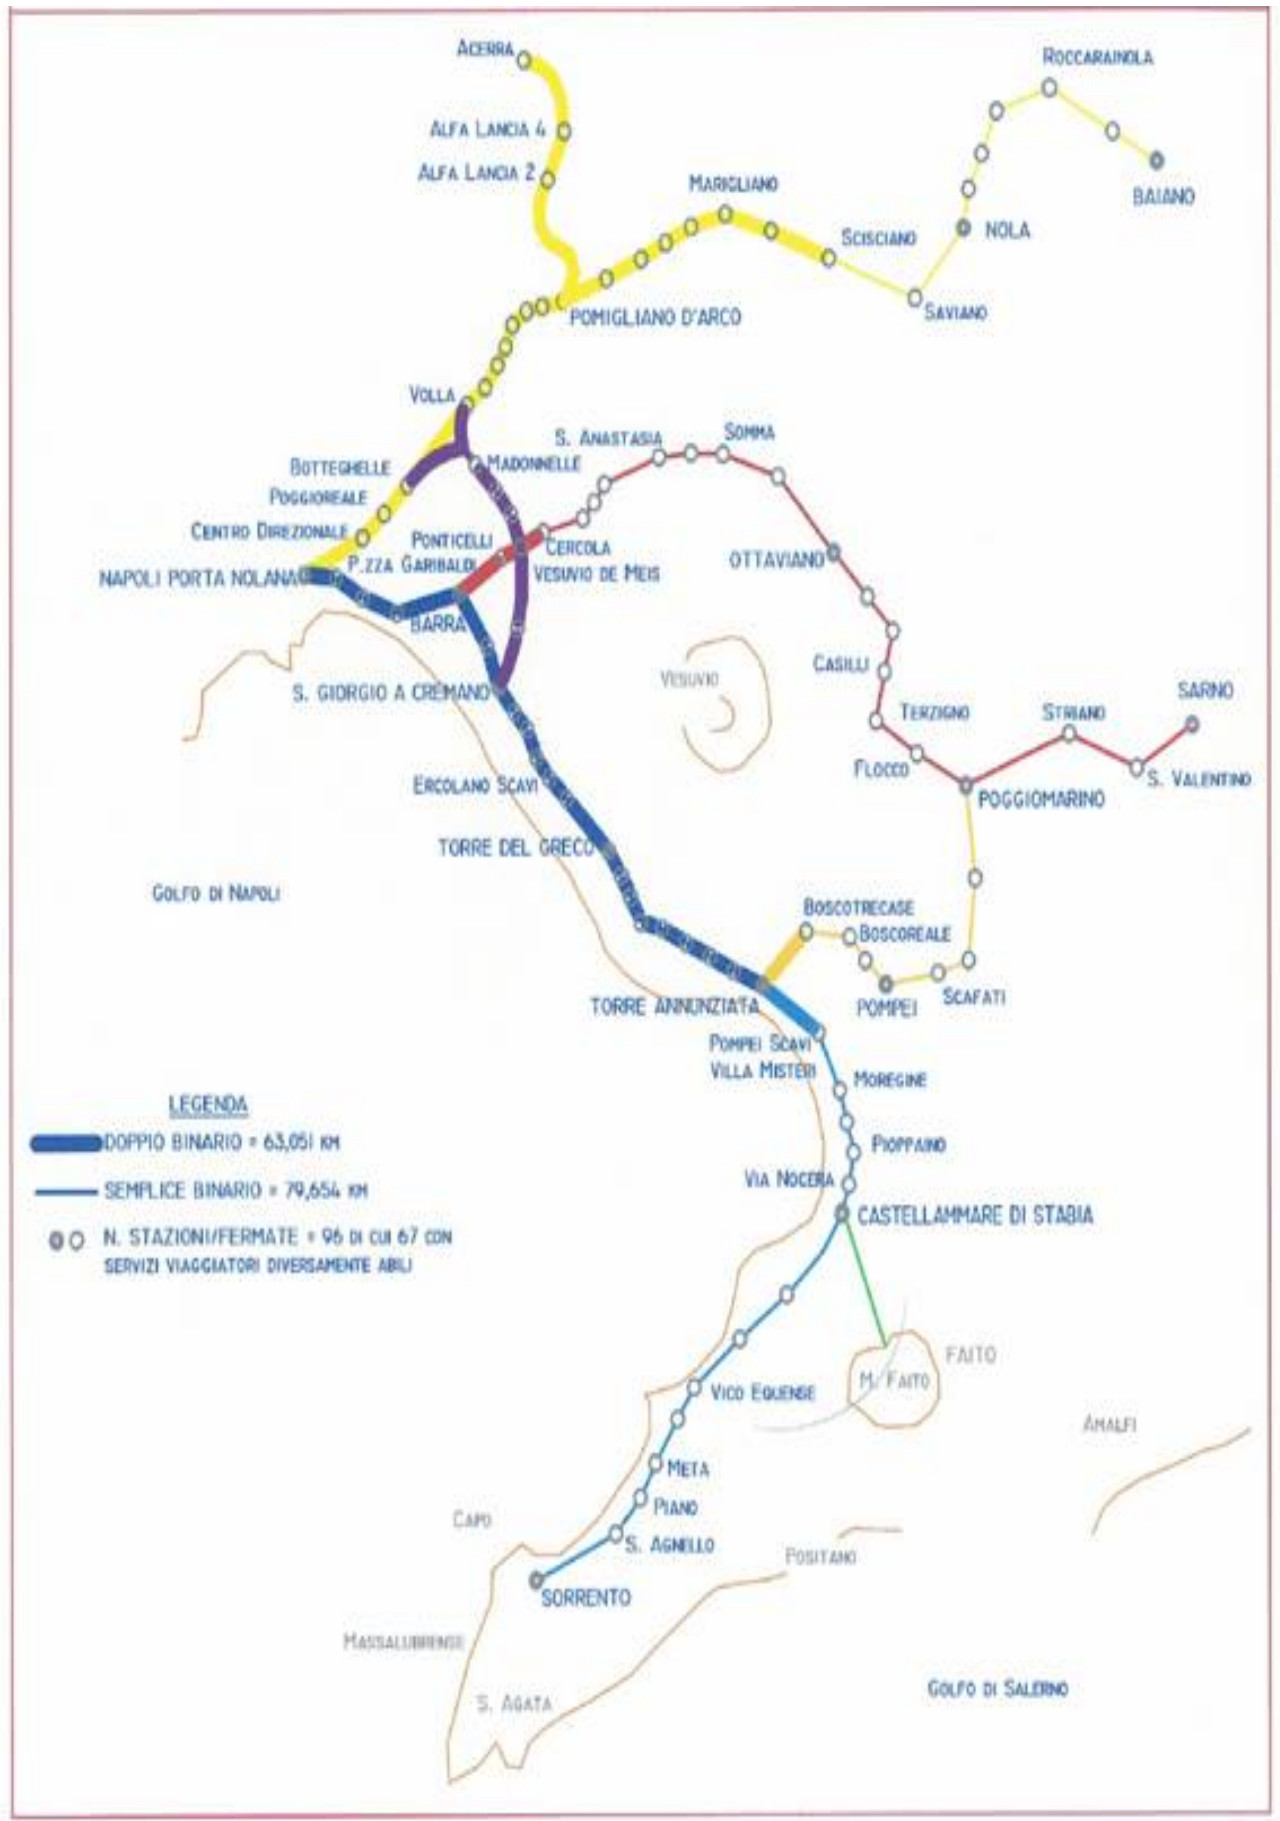 ACERRA
ROCCARAINOLA
ALFA LANCIA 4
ALFA LANCIA 2
MARIGLIANO
BAIANO
SCISCIANO
NOLA
SAVIANO
POMIGLIANO D'ARCO
VOLLA
S. ANASTASIA
SOMMA
BOTTEGHELLE
MADONNELLE
POGGIOREALE
CENTRO DIREZIONALE
PONTICELLI
CERCOLA
P.ZZA GARIBALDI
OTTAVIANO
NAPOLI PORTA NOLANA
VESUVIO DE MEIS
BARRA
CASILLI
VESUVIO
S. GIORGIO A CREMANO
SARNO
TERZIGNO
STRIANO
FLOCCO
S. VALENTINO
ERCOLANO SCAVI
POGGIOMARINO
TORRE DEL GRECO
GOLFO DI NAPOLI
BOSCOTRECASE
BOSCOREALE
SCAFATI
TORRE ANNUNZIATA
POMPEI
POMPEI SCAVI
VILLA MISTERI
MOREGINE
LEGENDA
DOPPIO BINARIO = 63,051 KM
PIOPPAINO
VIA NOCERA
SEMPLICE BINARIO = 79,654 KM
CASTELLAMMARE DI STABIA
N. STAZIONI/FERMATE = 96 DI CUI 67 CON
SERVIZI VIAGGIATORI DIVERSAMENTE ABILI
FAITO
M. FAITO
VICO EQUENSE
AMALFI
META
PIANO
CAPO
S. AGNELLO
POSITANO
SORRENTO
MASSALUBRENSE
GOLFO DI SALERNO
S. AGATA